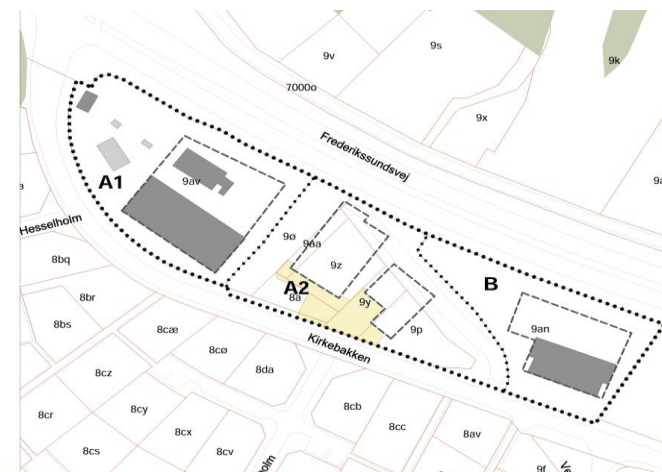 9v
9s
9k
7000o
9x
Frederikssundsvej
A1
9av
Hesselholm
9ø
9aa
9z
8bq
A2
8a
9y
9p
B
9an
8br
8bs
8cæ
8cø
8da
Kirkebakken
8cz
8cy
8cx
8cv
8cr
8cs
8cb
8cc
8av
9f